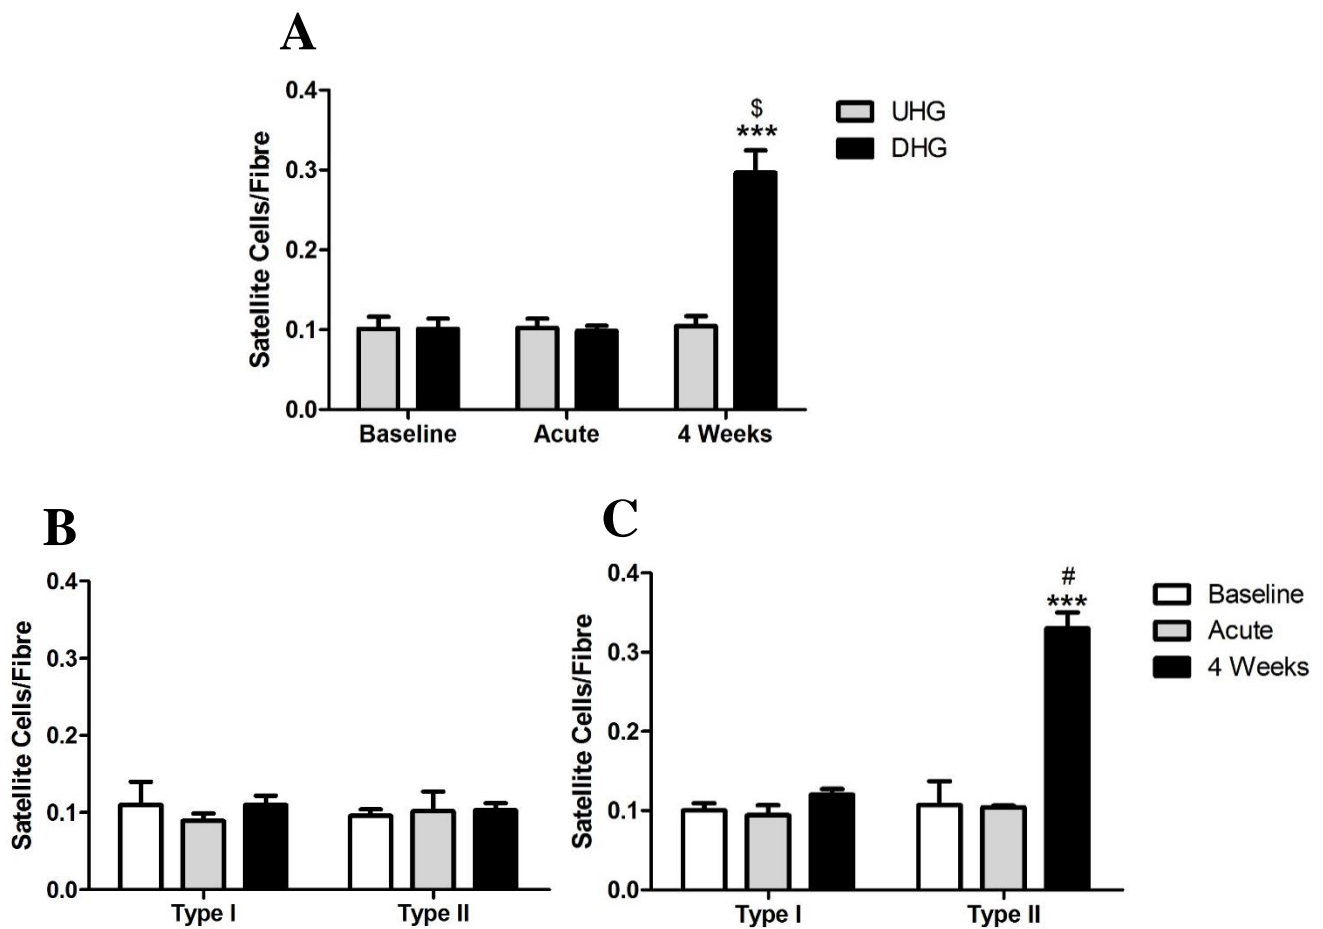 A
Satellite Cells/Fibre
0.4
0.3
0.2
0.1
0.0
$
***
Baseline
Acute
4 Weeks
UHG
DHG
B
Satellite Cells/Fibre
0.4
0.3
0.2
0.1
0.0
Type I
Type II
C
Satellite Cells/Fibre
0.4
0.3
0.2
0.1
0.0
#
***
Type I
Type II
Baseline
Acute
4 Weeks